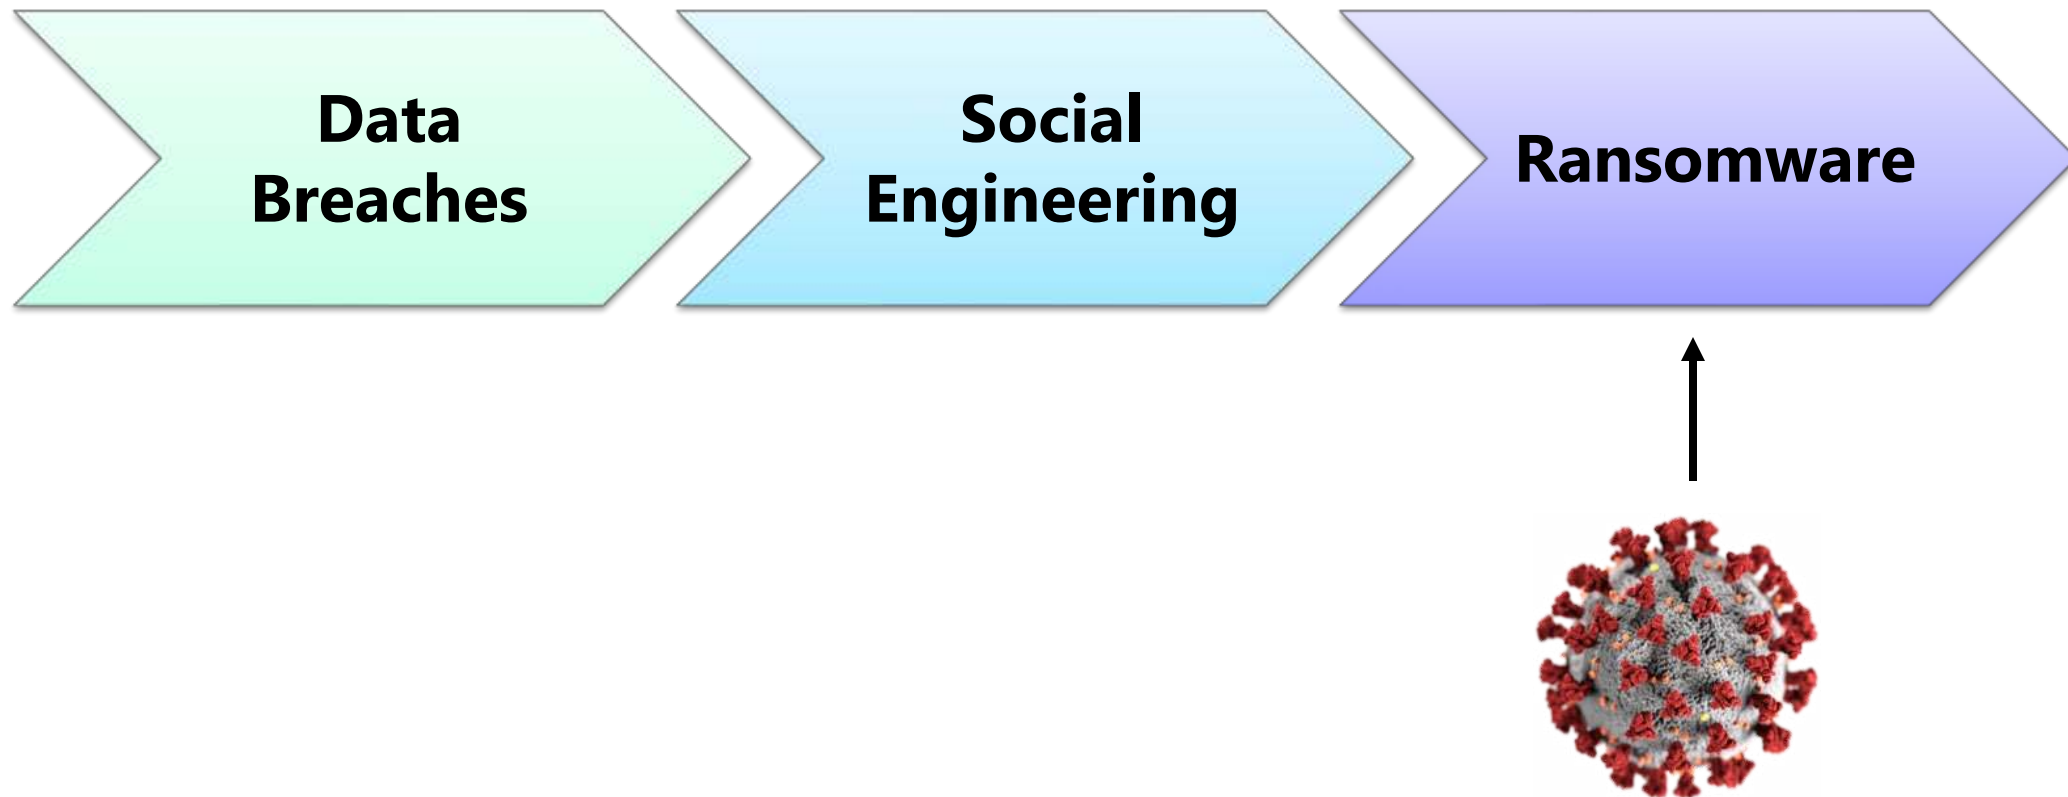 Data
Breaches
Social
Engineering
Ransomware